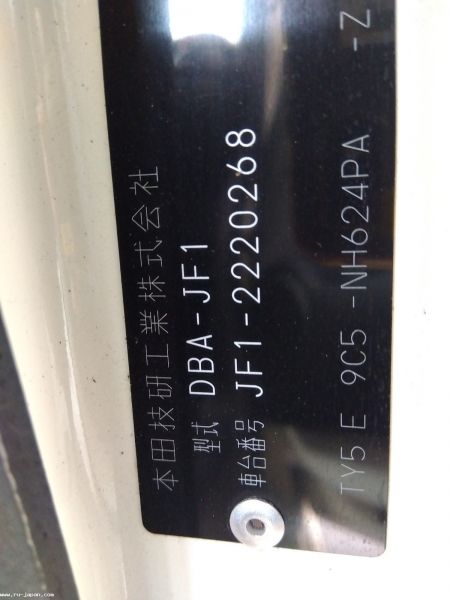 本田技研工業株式会社
型式 DBA-JF1
車台番号 JF1-2220268
TY5 E 9C5 -NH624PA -Z
www.ru-japan.com